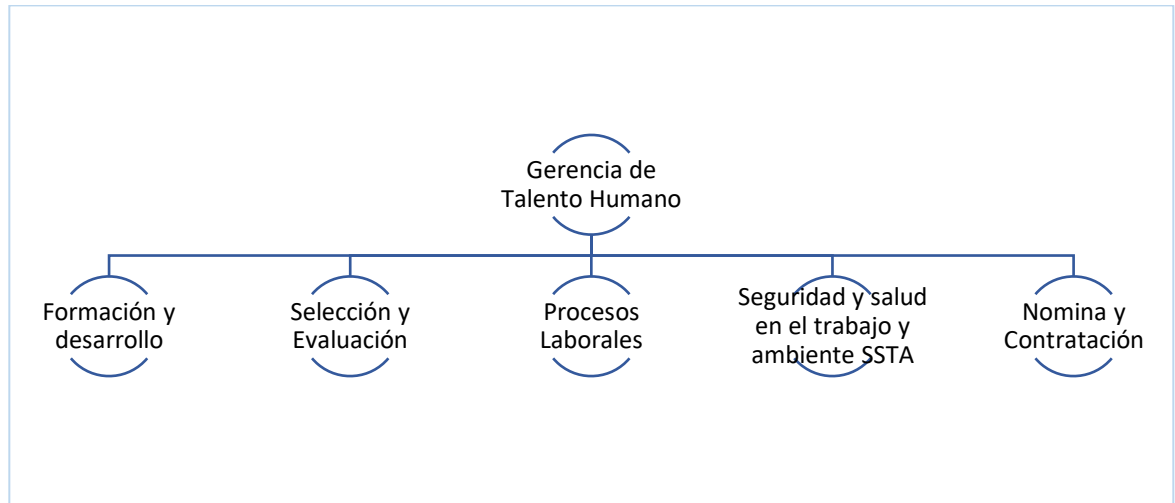 Gerencia de
Talento Humano
Formación y
desarrollo
Selección y
Evaluación
Procesos
Laborales
Seguridad y salud
en el trabajo y
ambiente SSTA
Nomina y
Contratación